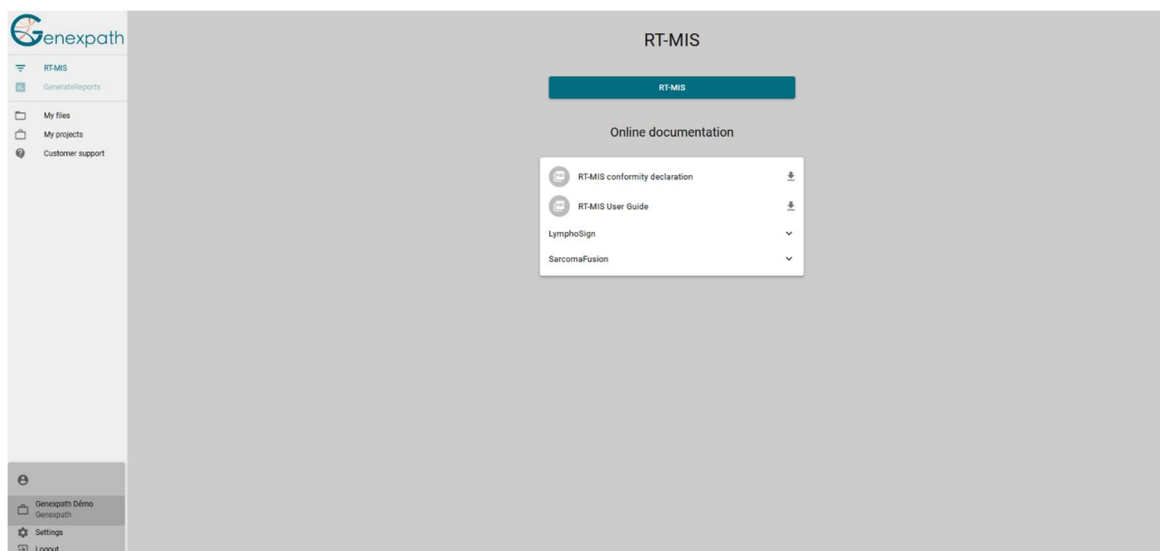 Genexpath
RT-MIS
GenerateReports
My files
My projects
Customer support
Genexpath Démo
Genexpath
Settings
Logout
RT-MIS
RT-MIS
Online documentation
RT-MIS conformity declaration
RT-MIS User Guide
LymphoSign
SarcomaFusion